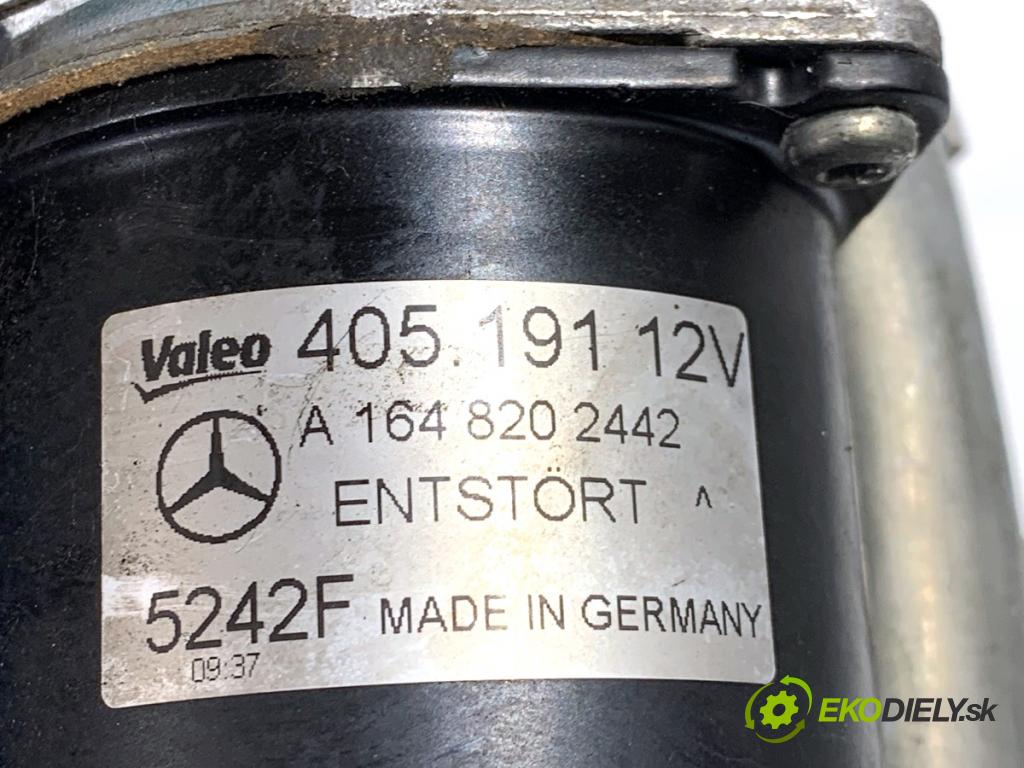 Valeo 405.191 12V
A 164 820 2442
ENTSTÖRT ^
5242F MADE IN GERMANY
09:37
EKODIELY.sk